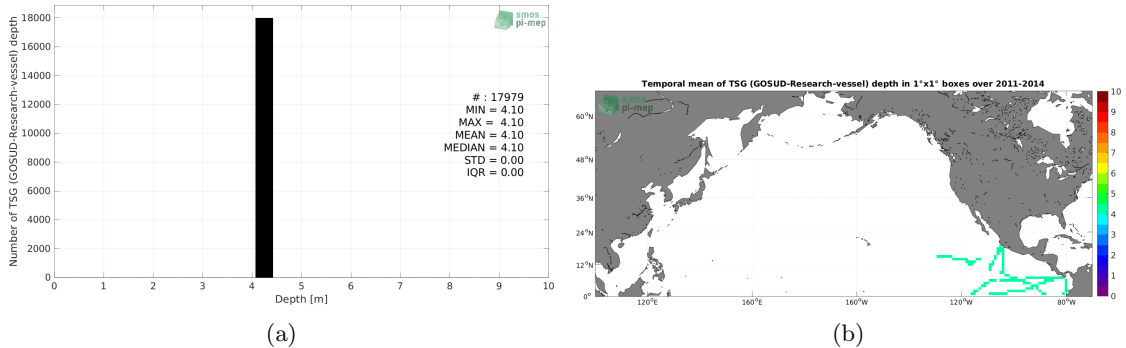 smos
pi-mep
Number of TSG (GOSUD-Research-vessel) depth
18000
16000
14000
12000
10000
8000
6000
4000
2000
0
# : 17979
MIN = 4.10
MAX = 4.10
MEAN = 4.10
MEDIAN = 4.10
STD = 0.00
IQR = 0.00
0 1 2 3 4 5 6 7 8 9 10
Depth [m]
(a)
Temporal mean of TSG (GOSUD-Research-vessel) depth in 1°x1° boxes over 2011-2014
smos
pi-mep
60°N
48°N
36°N
24°N
12°N
0°
120°E 160°E 160°W 120°W 80°W
10
9
8
7
6
5
4
3
2
1
0
(b)